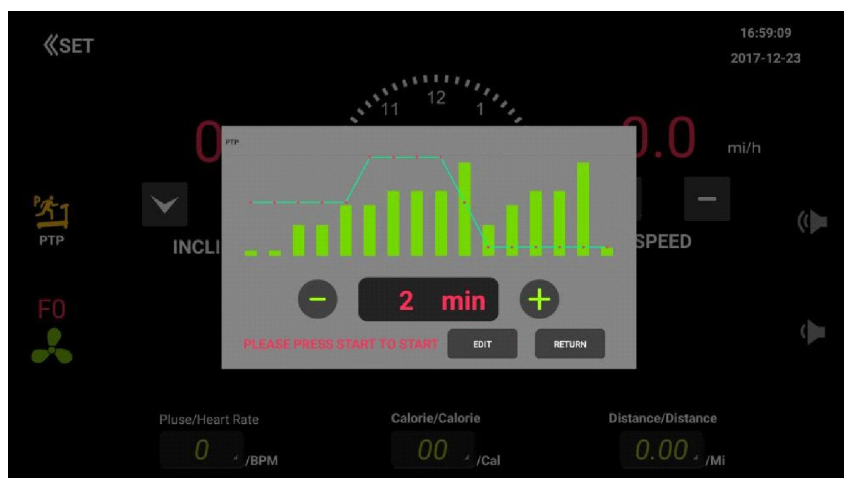 《SET
16:59:09
2017-12-23
11 12 1
0
0.0 mi/h
PTP
PTP
INCLI
SPEED
2 min
F0
PLEASE PRESS START TO START
EDIT
RETURN
Pluse/Heart Rate
Calorie/Calorie
Distance/Distance
0 /BPM
00 /Cal
0.00 /Mi